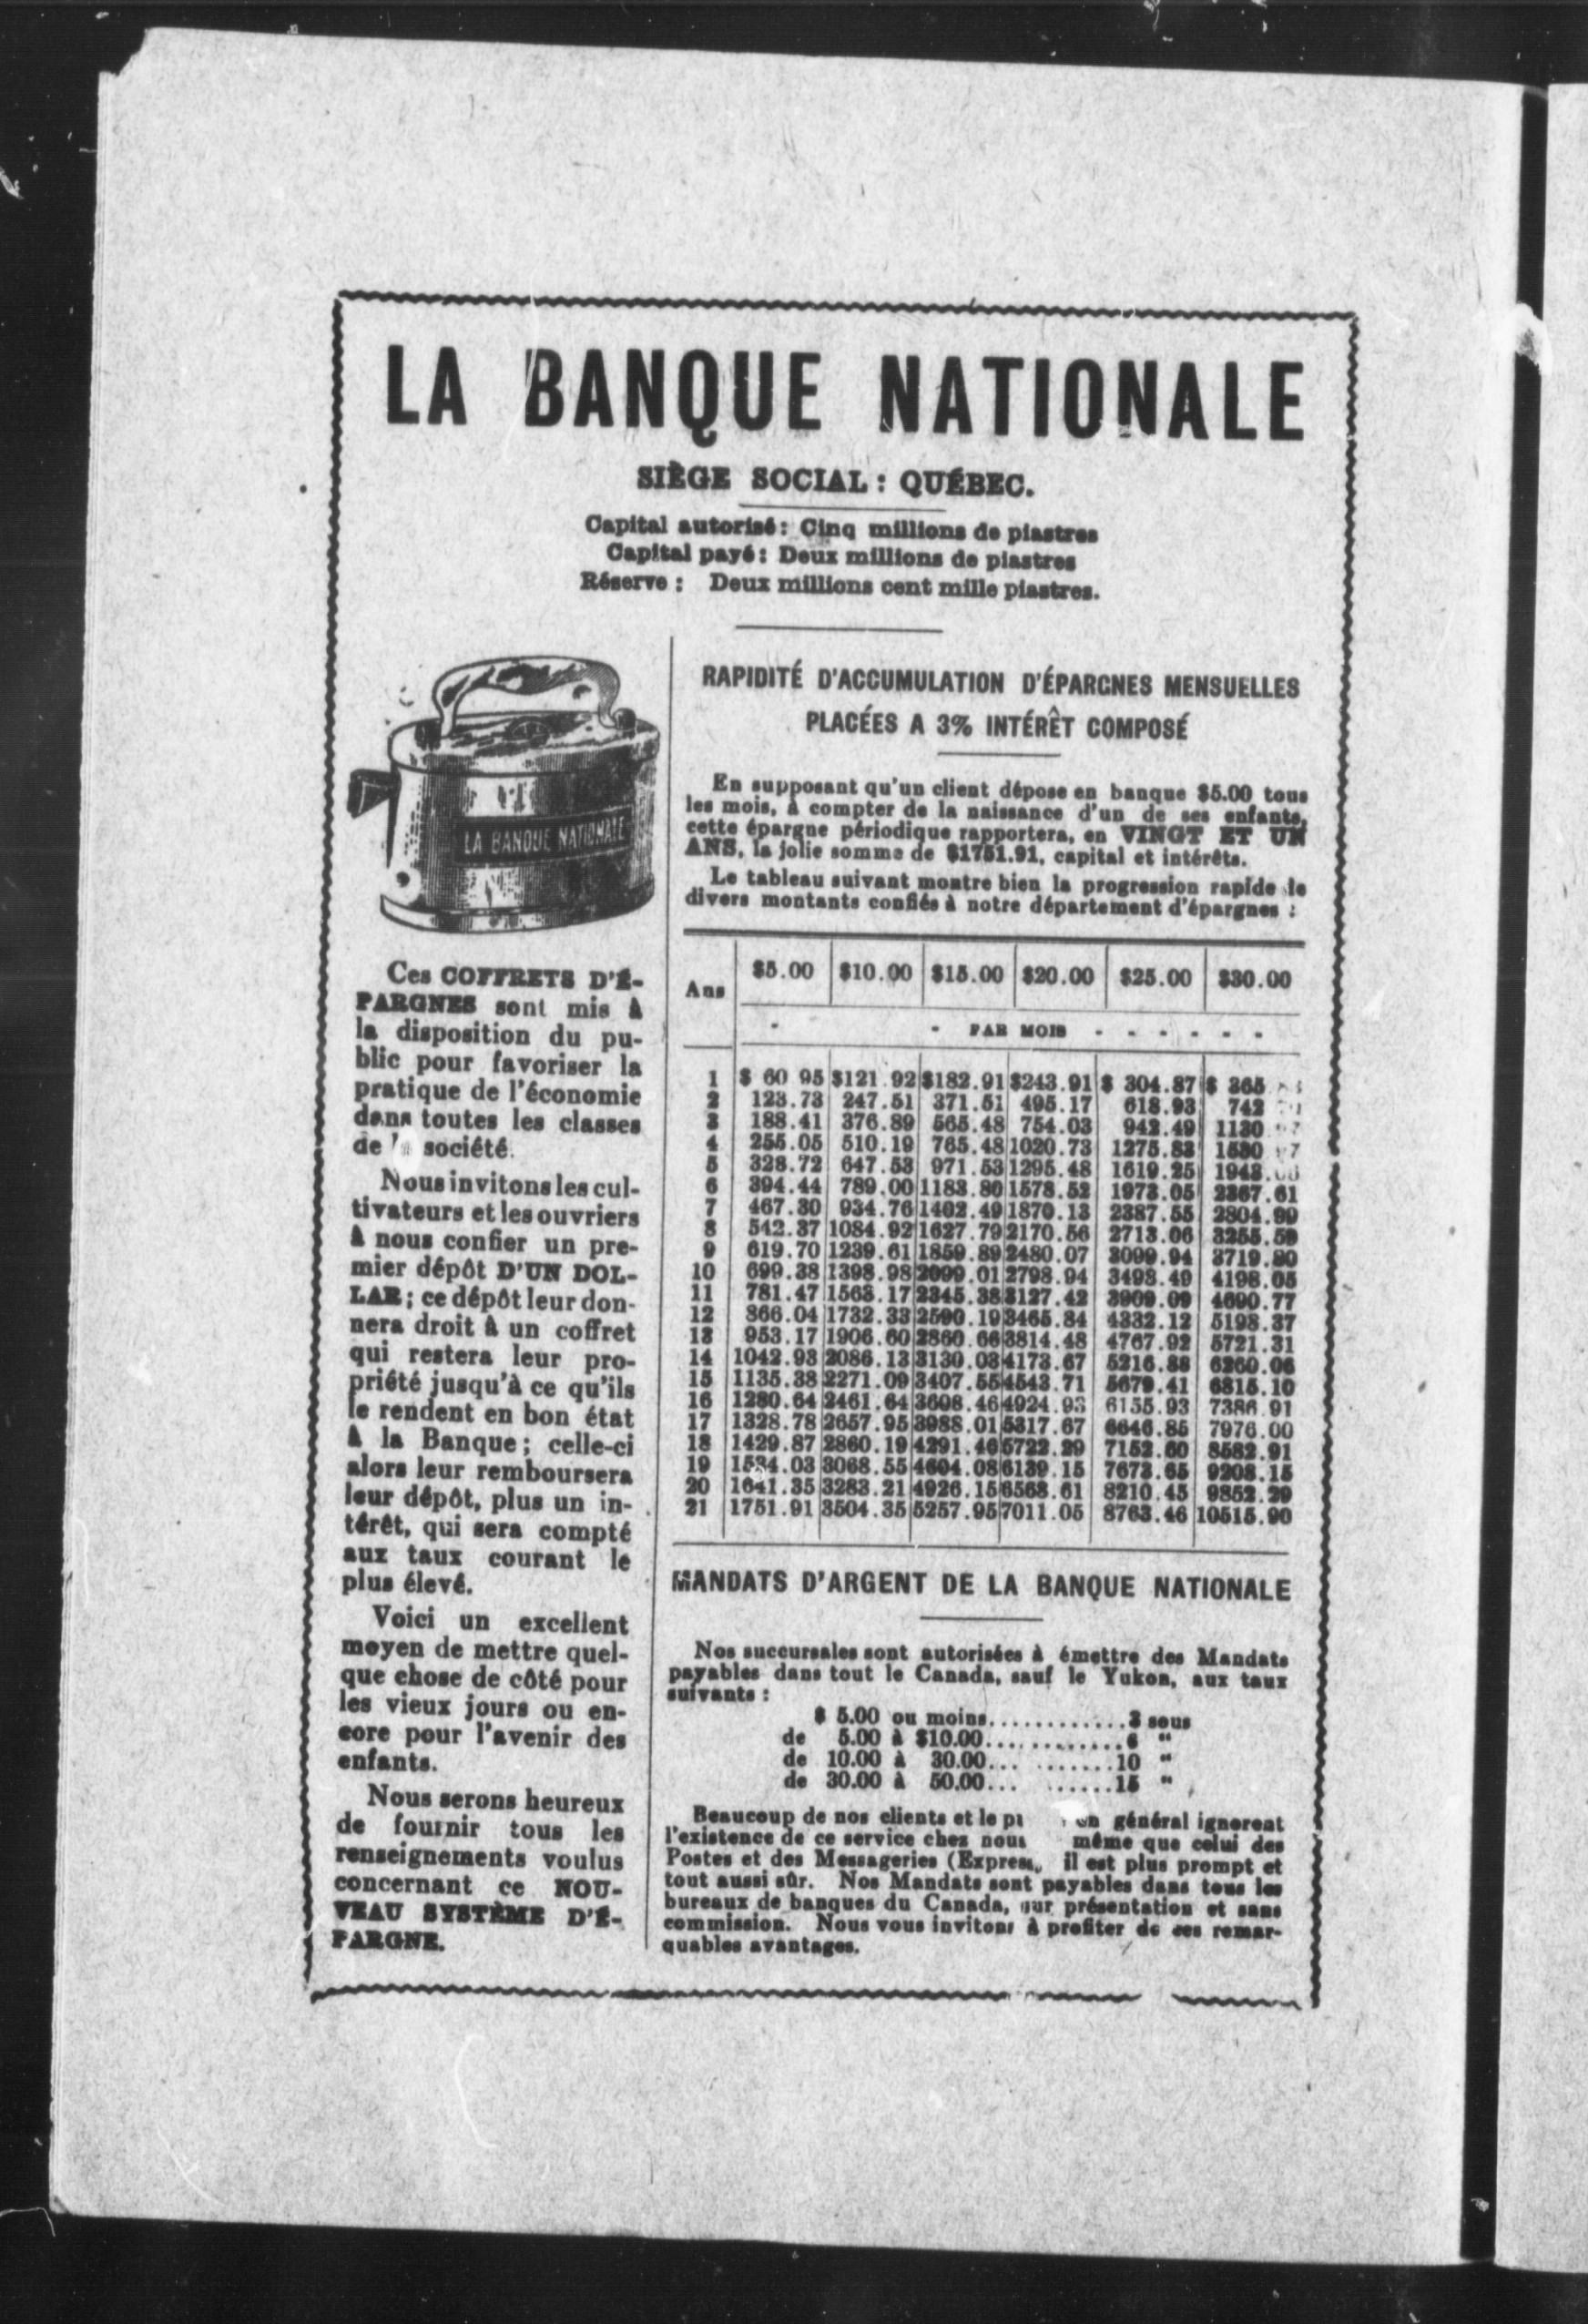 LA BANQUE NATIONALE
SIÈGE SOCIAL : QUÉBEC.
Capital autorisé : Cinq millions de piastres
Capital payé : Deux millions de piastres
Réserve : Deux millions cent mille piastres.
LA BANQUE NATIONALE
Ces COFFRETS D'É-
PARGNES sont mis à
la disposition du pu-
blic pour favoriser la
pratique de l'économie
dans toutes les classes
de société.
Nous invitons les cul-
tivateurs et les ouvriers
à nous confier un pre-
mier dépôt D'UN DOL-
LAR ; ce dépôt leur don-
nera droit à un coffret
qui restera leur pro-
priété jusqu'à ce qu'ils
le rendent en bon état
à la Banque ; celle-ci
alors leur remboursera
leur dépôt, plus un in-
térêt, qui sera compté
aux taux courant le
plus élevé.
Voici un excellent
moyen de mettre quel-
que chose de côté pour
les vieux jours ou en-
core pour l'avenir des
enfants.
Nous serons heureux
de fournir tous les
renseignements voulus
concernant ce NOU-
VEAU SYSTÈME D'É-
PARGNE.
RAPIDITÉ D'ACCUMULATION D'ÉPARGNES MENSUELLES
PLACÉES A 3% INTÉRÊT COMPOSÉ
En supposant qu'un client dépose en banque $5.00 tous
les mois, à compter de la naissance d'un de ses enfants,
cette épargne périodique rapportera, en VINGT ET UN
ANS, la jolie somme de $1751.91, capital et intérêts.
Le tableau suivant montre bien la progression rapide de
divers montants confiés à notre département d'épargnes :
Ans $5.00 $10.00 $15.00 $20.00 $25.00 $30.00
- - PAR MOIS - - - - - -
1 $ 60 95 $121.92 $182.91 $243.91 $ 304.87 $ 365
2 123.73 247.51 371.51 495.17 618.93 742
3 188.41 376.89 565.48 754.03 942.49 1130
4 255.05 510.19 765.48 1020.73 1275.83 1530
5 328.72 647.53 971.53 1295.48 1619.25 1943.
6 394.44 789.00 1183.80 1578.52 1973.05 2367.61
7 467.30 934.76 1402.49 1870.13 2387.55 2804.99
8 542.37 1084.92 1627.79 2170.56 2713.06 3255.59
9 619.70 1239.61 1859.89 2480.07 3099.94 3719.80
10 699.38 1398.98 2099.01 2798.94 3498.49 4198.05
11 781.47 1563.17 2345.38 3127.42 3909.09 4690.77
12 866.04 1732.33 2590.19 3465.84 4332.12 5198.37
13 953.17 1906.60 2860.66 3814.48 4767.92 5721.31
14 1042.93 2086.13 3130.03 4173.67 5216.88 6260.06
15 1135.38 2271.09 3407.55 4543.71 5679.41 6815.10
16 1280.64 2461.64 3608.46 4924.93 6155.93 7386.91
17 1328.78 2657.95 3988.01 5317.67 6646.85 7976.00
18 1429.87 2860.19 4291.46 5722.29 7152.60 8582.91
19 1534.03 3068.55 4604.08 6139.15 7673.65 9208.15
20 1641.35 3283.21 4926.15 6568.61 8210.45 9852.29
21 1751.91 3504.35 5257.95 7011.05 8763.46 10515.90
MANDATS D'ARGENT DE LA BANQUE NATIONALE
Nos succursales sont autorisées à émettre des Mandats
payables dans tout le Canada, sauf le Yukon, aux taux
suivants :
$ 5.00 ou moins............3 sous
de 5.00 à $10.00............6 "
de 10.00 à 30.00... .......10 "
de 30.00 à 50.00... ......15 "
Beaucoup de nos clients et le en général ignorent
l'existence de ce service chez nous même que celui des
Postes et des Messageries (Express, il est plus prompt et
tout aussi sûr. Nos Mandats sont payables dans tous les
bureaux de banques du Canada, sur présentation et sans
commission. Nous vous invitons à profiter de ces remar-
quables avantages.